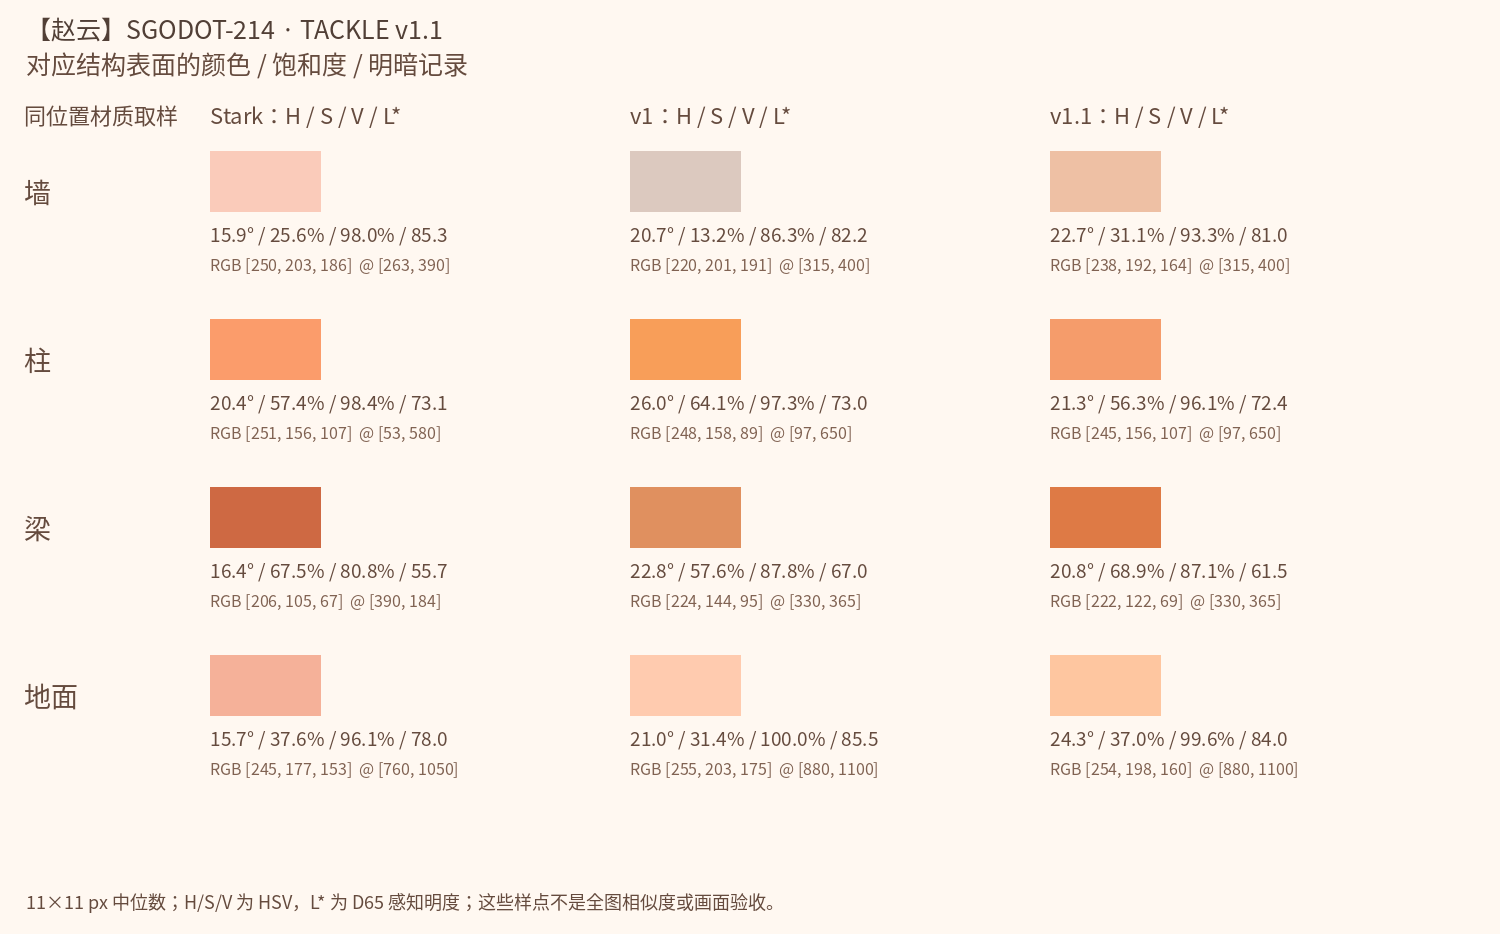 【赵云】SGODOT-214 · TACKLE v1.1
对应结构表面的颜色 / 饱和度 / 明暗记录
同位置材质取样 Stark：H / S / V / L* v1：H / S / V / L* v1.1：H / S / V / L*
墙
15.9° / 25.6% / 98.0% / 85.3 20.7° / 13.2% / 86.3% / 82.2 22.7° / 31.1% / 93.3% / 81.0
RGB [250, 203, 186] @ [263, 390] RGB [220, 201, 191] @ [315, 400] RGB [238, 192, 164] @ [315, 400]
柱
20.4° / 57.4% / 98.4% / 73.1 26.0° / 64.1% / 97.3% / 73.0 21.3° / 56.3% / 96.1% / 72.4
RGB [251, 156, 107] @ [53, 580] RGB [248, 158, 89] @ [97, 650] RGB [245, 156, 107] @ [97, 650]
梁
16.4° / 67.5% / 80.8% / 55.7 22.8° / 57.6% / 87.8% / 67.0 20.8° / 68.9% / 87.1% / 61.5
RGB [206, 105, 67] @ [390, 184] RGB [224, 144, 95] @ [330, 365] RGB [222, 122, 69] @ [330, 365]
地面
15.7° / 37.6% / 96.1% / 78.0 21.0° / 31.4% / 100.0% / 85.5 24.3° / 37.0% / 99.6% / 84.0
RGB [245, 177, 153] @ [760, 1050] RGB [255, 203, 175] @ [880, 1100] RGB [254, 198, 160] @ [880, 1100]
11×11 px 中位数；H/S/V 为 HSV，L* 为 D65 感知明度；这些样点不是全图相似度或画面验收。